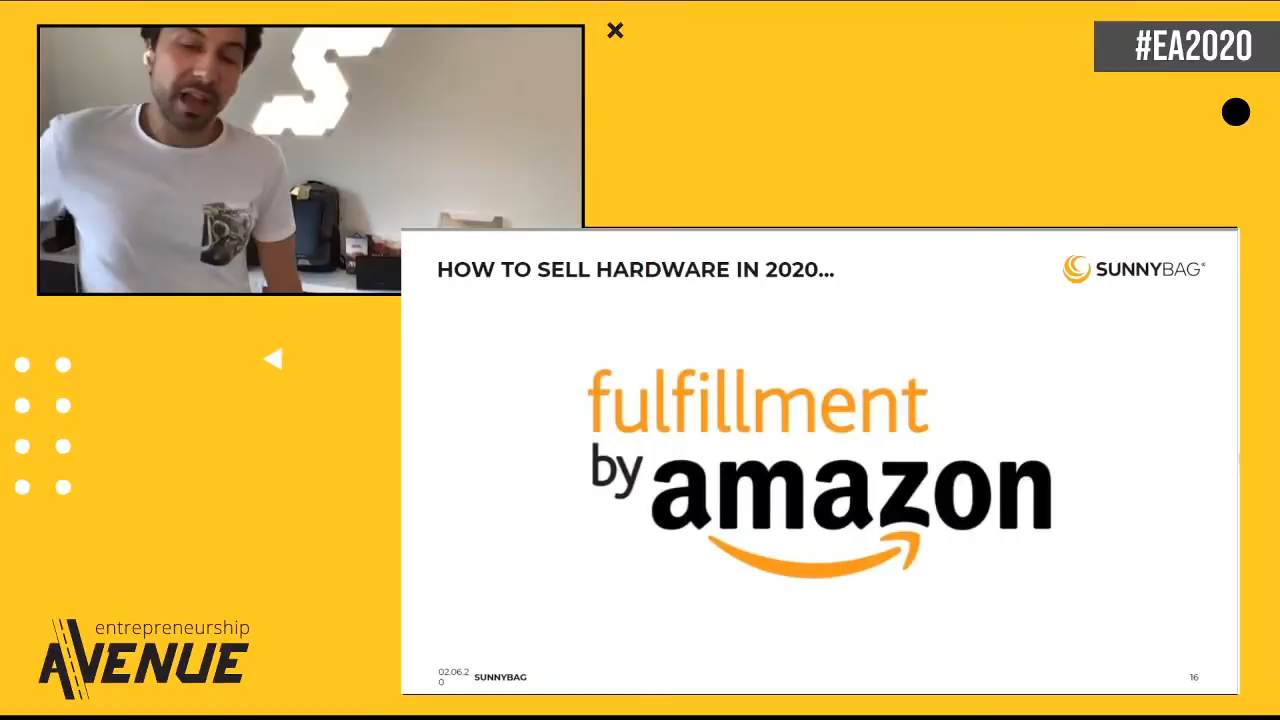 #EA2020
HOW TO SELL HARDWARE IN 2020...
SUNNYBAG®
fulfillment
by amazon
entrepreneurship
AVENUE
02.06.2
0
SUNNYBAG
16